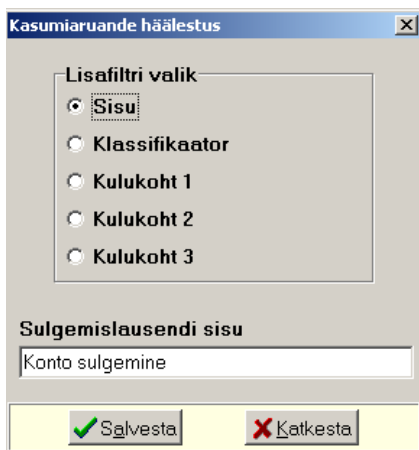 Kasumiaruande häälestus
Lisafiltri valik
Sisu
Klassifikaator
Kulukoht 1
Kulukoht 2
Kulukoht 3
Sulgemislausendi sisu
Konto sulgemine
Salvesta Katkesta